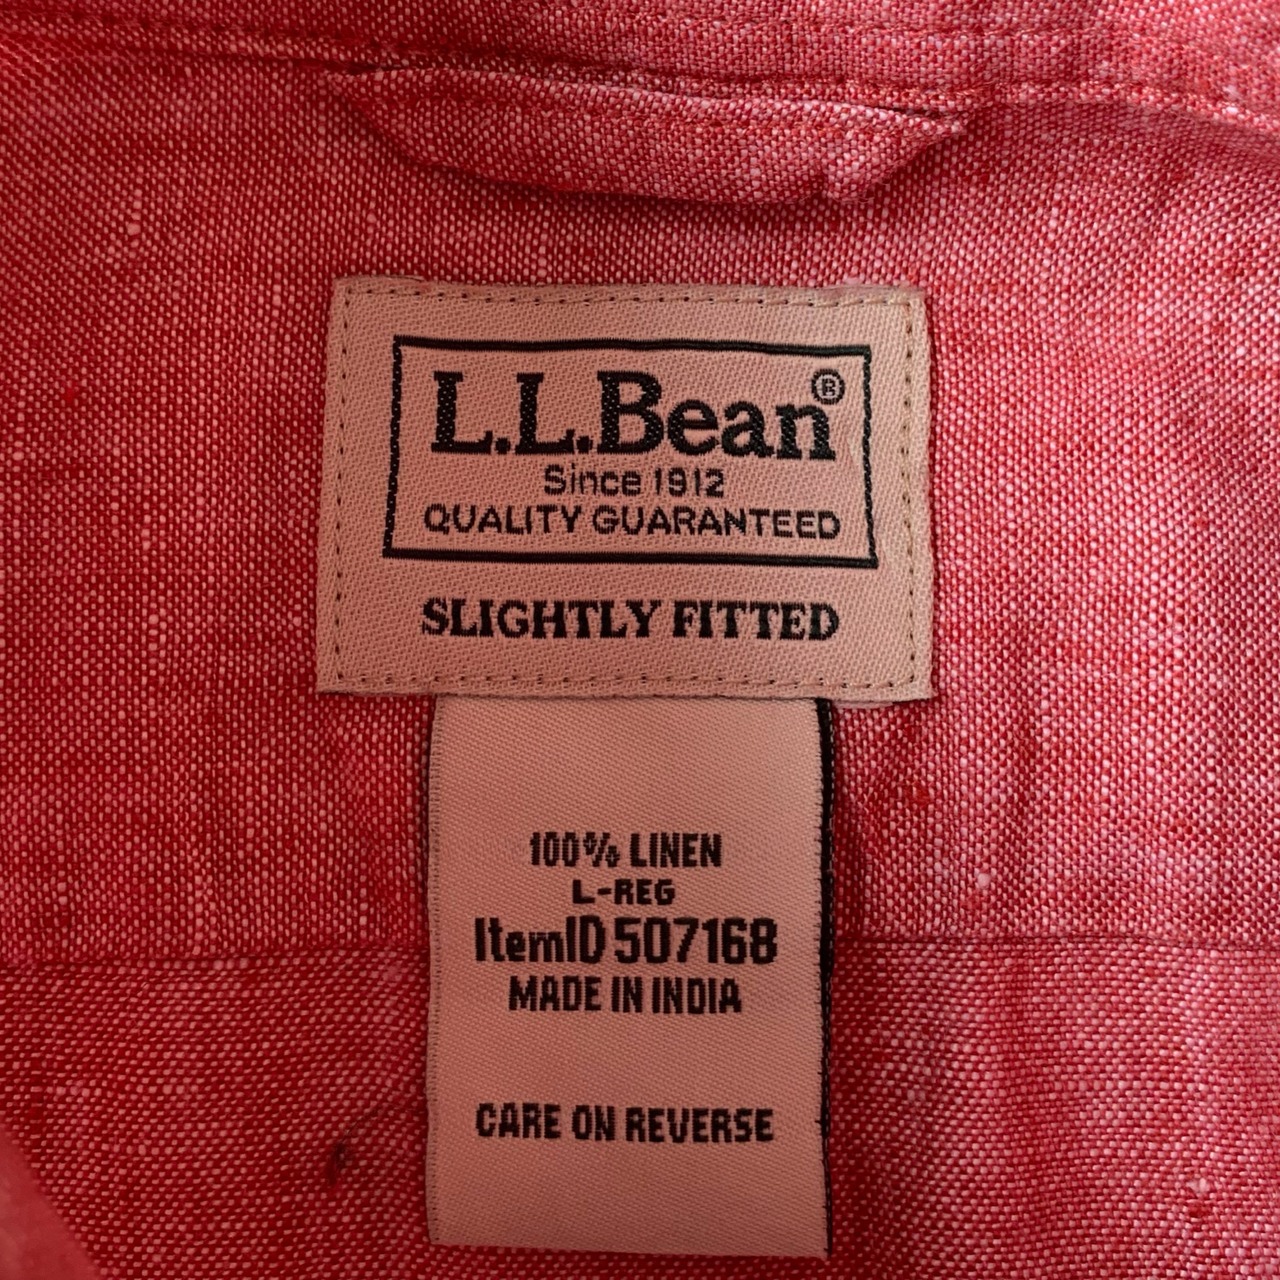 L.L.Bean®
Since 1912
QUALITY GUARANTEED
SLIGHTLY FITTED
100% LINEN
L-REG
ItemID 507168
MADE IN INDIA
CARE ON REVERSE